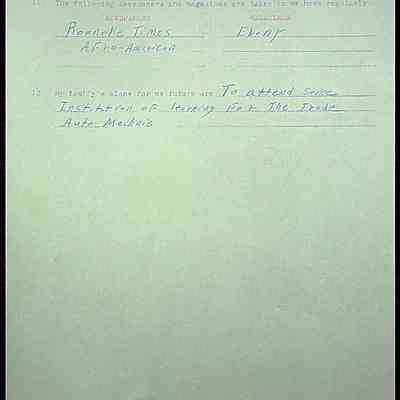 11. The following newspapers and magazines are taken in my home regularly.
NEWSPAPERS MAGAZINES
Roanoke Times Ebony
Afro-American
12. My family's plans for my future are To attend some
Institution of learning For The Trade
Auto Mechnic